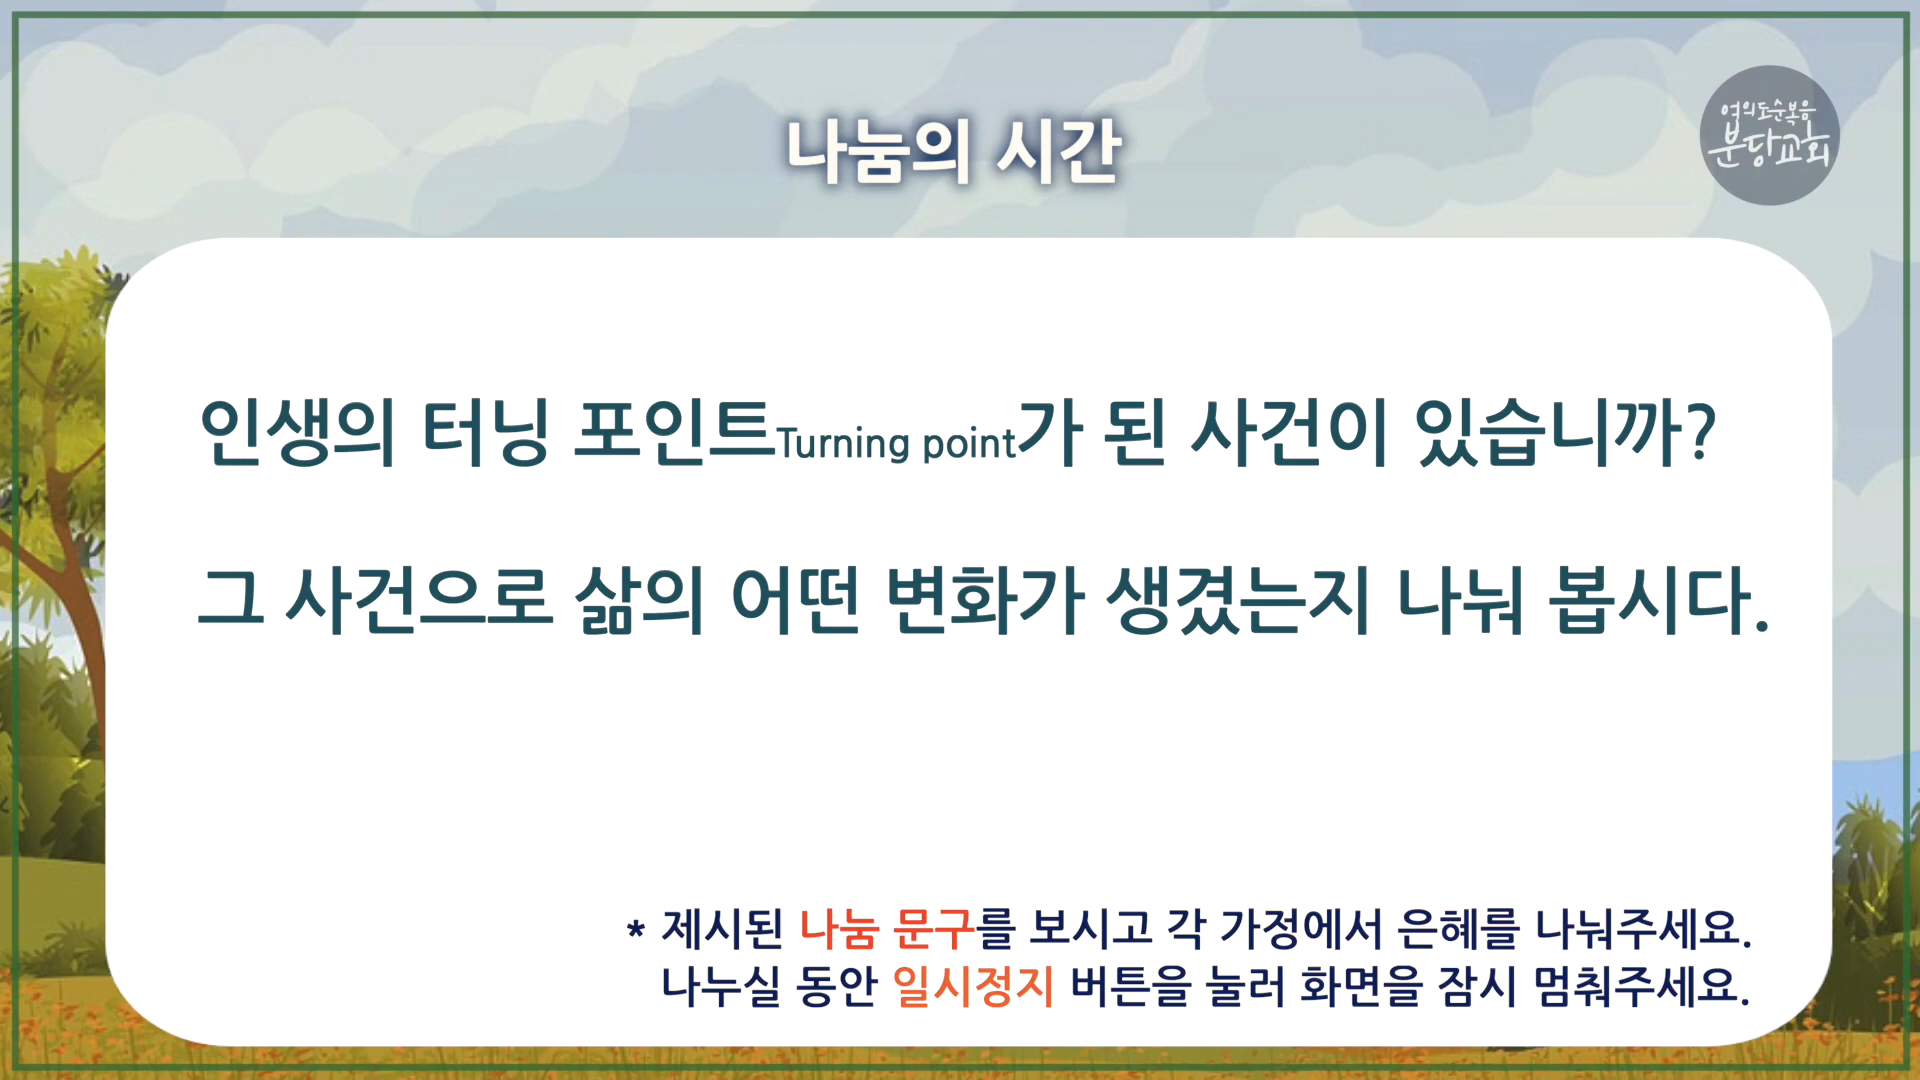 나눔의 시간
여의도순복음
분당교회
인생의 터닝 포인트Turning point가 된 사건이 있습니까?
그 사건으로 삶의 어떤 변화가 생겼는지 나눠 봅시다.
* 제시된 나눔 문구를 보시고 각 가정에서 은혜를 나눠주세요.
나누실 동안 일시정지 버튼을 눌러 화면을 잠시 멈춰주세요.